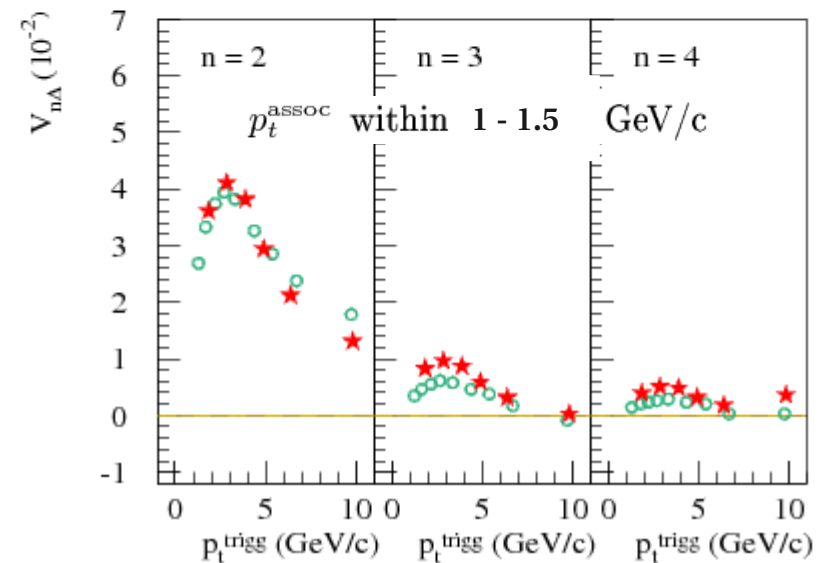 V_{nΔ} (10^{-2})
7
6
5
4
3
2
1
0
-1
n = 2
n = 3
n = 4
p_t^{assoc} within 1 - 1.5 GeV/c
0 5 10 0 5 10 0 5 10
p_t^{trigg} (GeV/c) p_t^{trigg} (GeV/c) p_t^{trigg} (GeV/c)